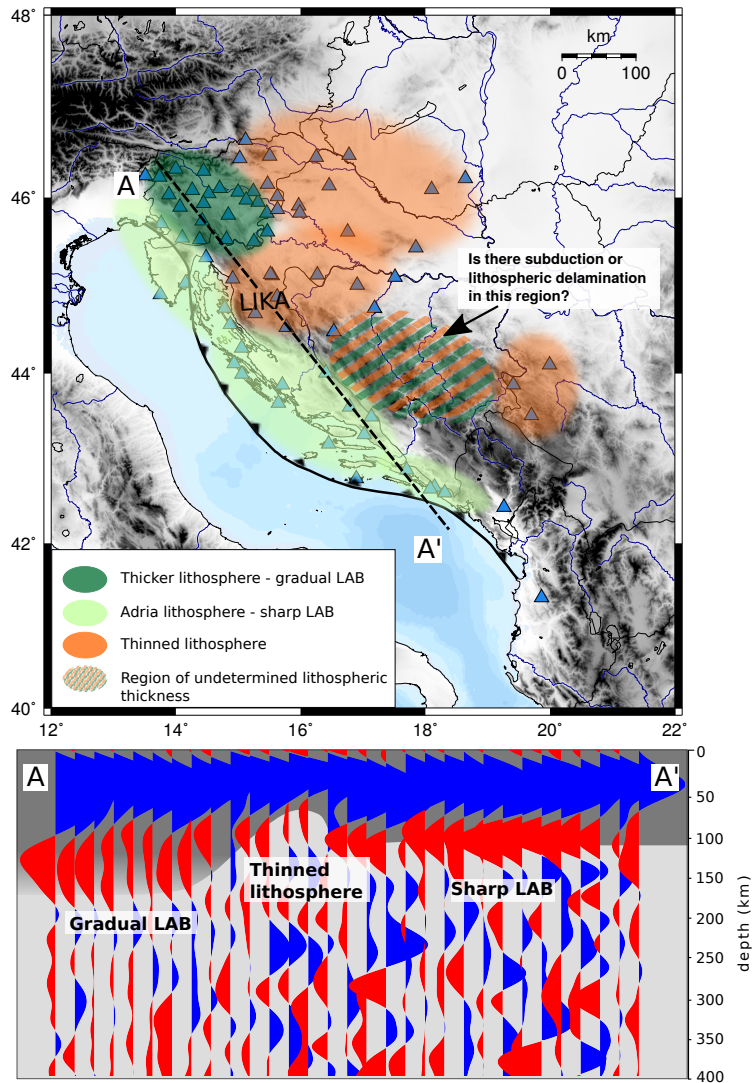 48˚
46˚
44˚
42˚
40˚
12˚
14˚
16˚
18˚
20˚
22˚
km
0
100
A
LIKA
Is there subduction or
lithospheric delamination
in this region?
A'
Thicker lithosphere - gradual LAB
Adria lithosphere - sharp LAB
Thinned lithosphere
Region of undetermined lithospheric
thickness
A
A'
Gradual LAB
Thinned
lithosphere
Sharp LAB
0
50
100
150
200
250
300
350
400
depth (km)